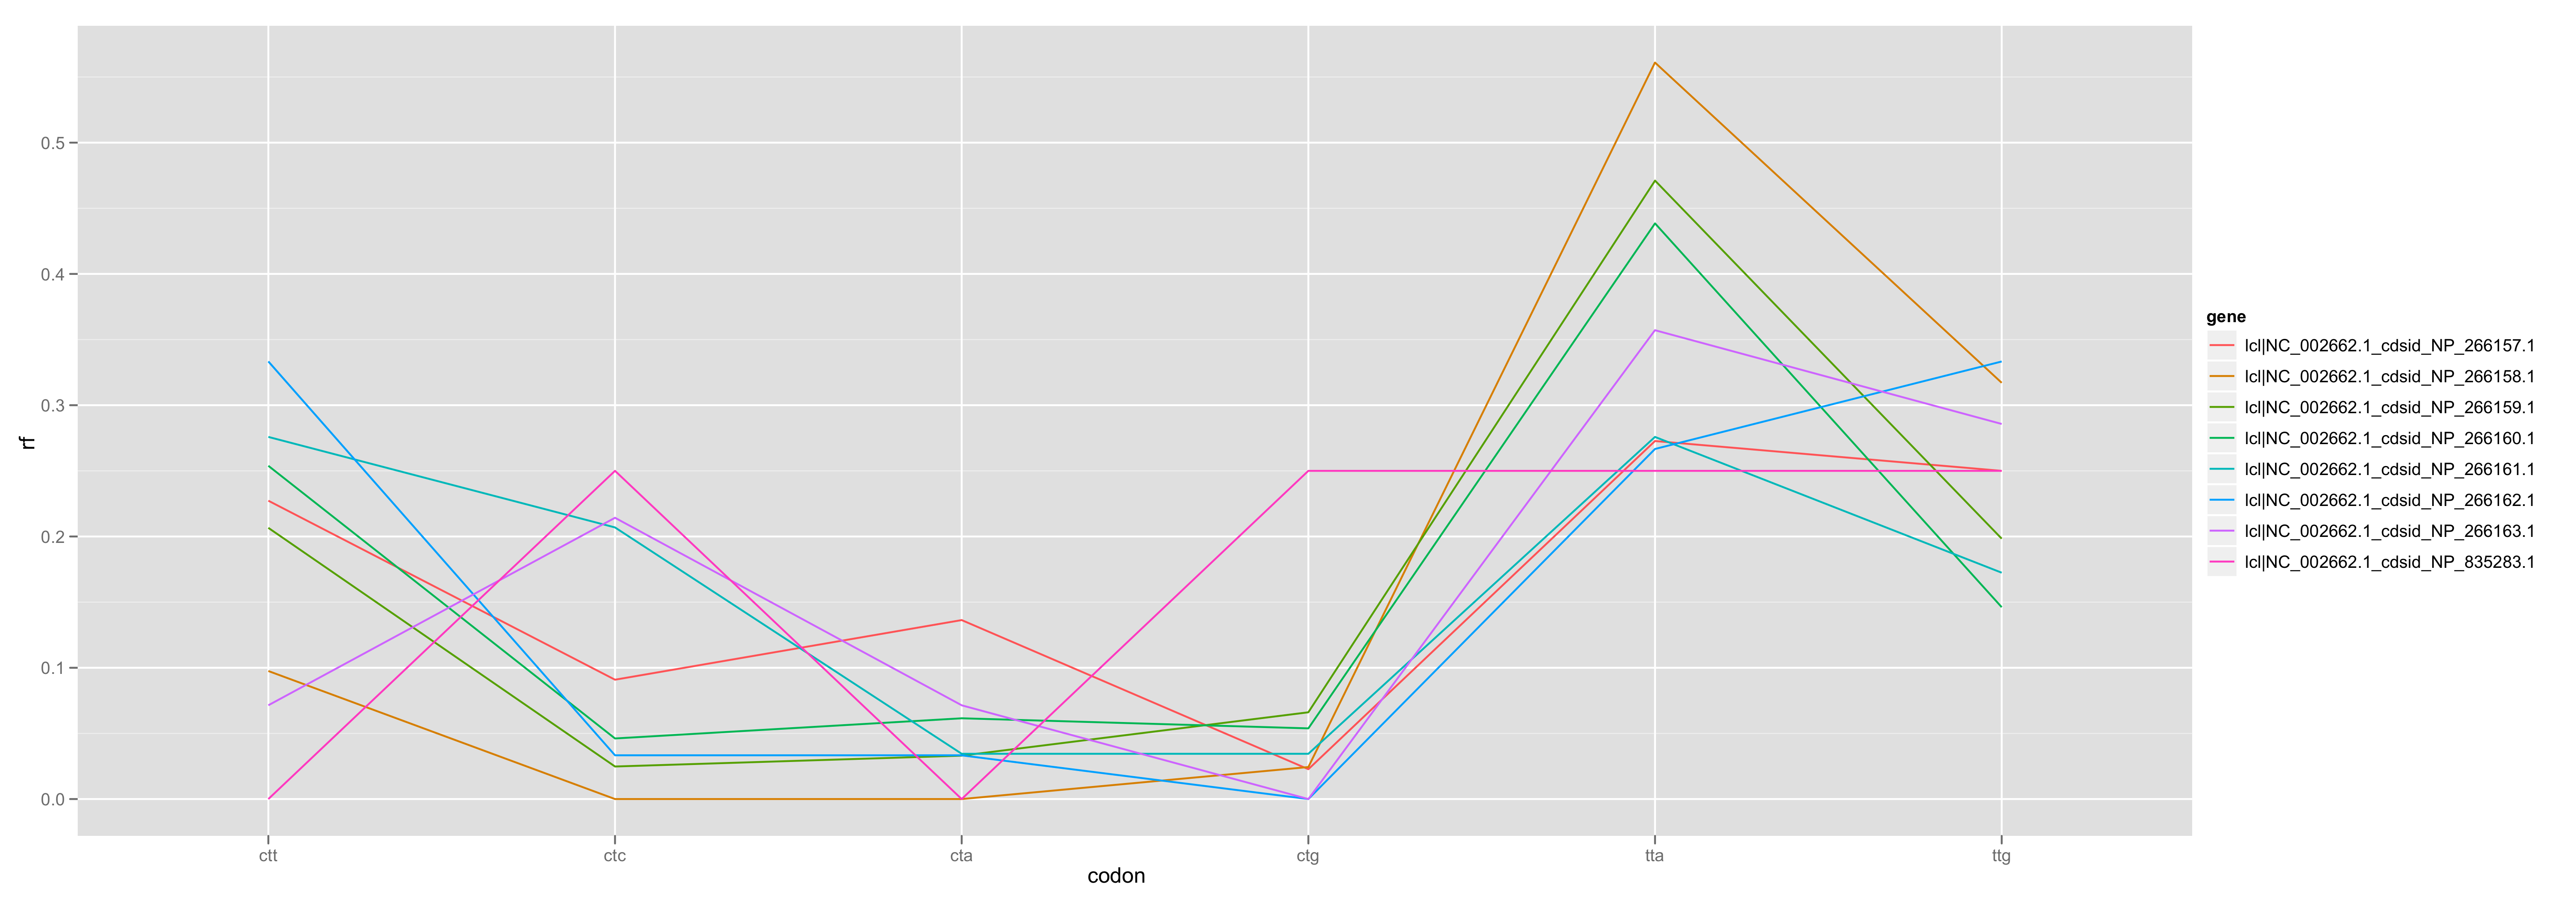 rf
0.5
0.4
0.3
0.2
0.1
0.0
ctt ctc cta ctg tta ttg
codon
gene
lcl|NC_002662.1_cdsid_NP_266157.1
lcl|NC_002662.1_cdsid_NP_266158.1
lcl|NC_002662.1_cdsid_NP_266159.1
lcl|NC_002662.1_cdsid_NP_266160.1
lcl|NC_002662.1_cdsid_NP_266161.1
lcl|NC_002662.1_cdsid_NP_266162.1
lcl|NC_002662.1_cdsid_NP_266163.1
lcl|NC_002662.1_cdsid_NP_835283.1